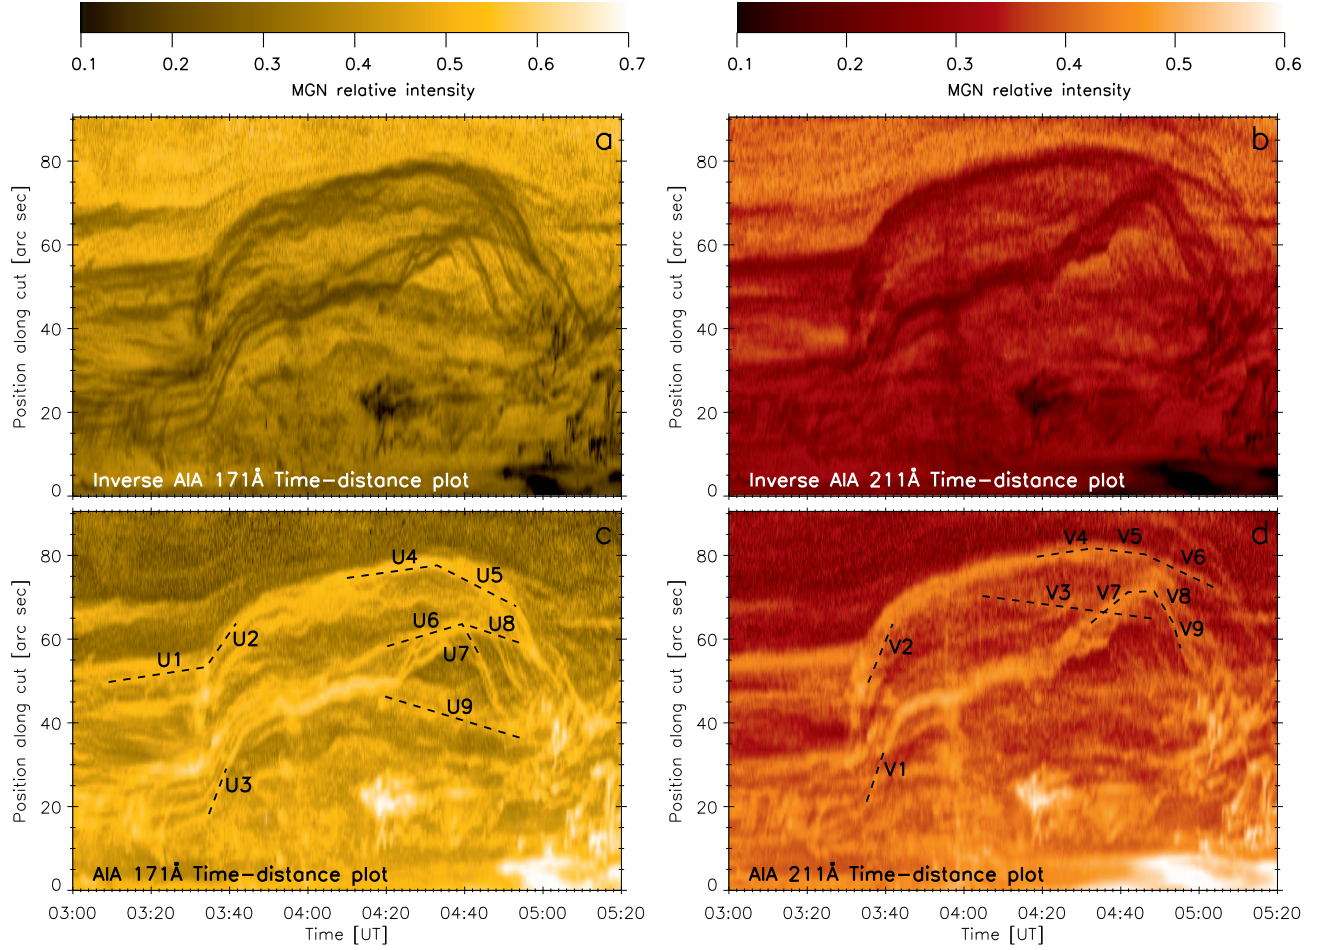 0.1 0.2 0.3 0.4 0.5 0.6 0.7
MGN relative intensity
0.1 0.2 0.3 0.4 0.5 0.6
MGN relative intensity
a
80
60
40
20
0
Position along cut [arc sec]
Inverse AIA 171Å Time-distance plot
b
80
60
40
20
0
Position along cut [arc sec]
Inverse AIA 211Å Time-distance plot
c
80
60
40
20
0
Position along cut [arc sec]
U4
U5
U6
U8
U2
U7
U1
U9
U3
AIA 171Å Time-distance plot
03:00 03:20 03:40 04:00 04:20 04:40 05:00 05:20
Time [UT]
d
80
60
40
20
0
Position along cut [arc sec]
V4
V5
V6
V3
V7
V8
V9
V2
V1
AIA 211Å Time-distance plot
03:00 03:20 03:40 04:00 04:20 04:40 05:00 05:20
Time [UT]